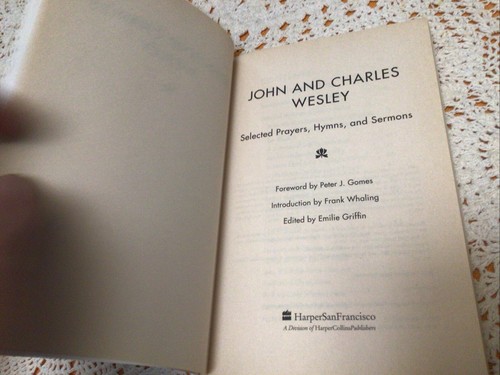 JOHN AND CHARLES
WESLEY
Selected Prayers, Hymns, and Sermons
Foreword by Peter J. Gomes
Introduction by Frank Whaling
Edited by Emilie Griffin
HarperSanFrancisco
A Division of HarperCollinsPublishers